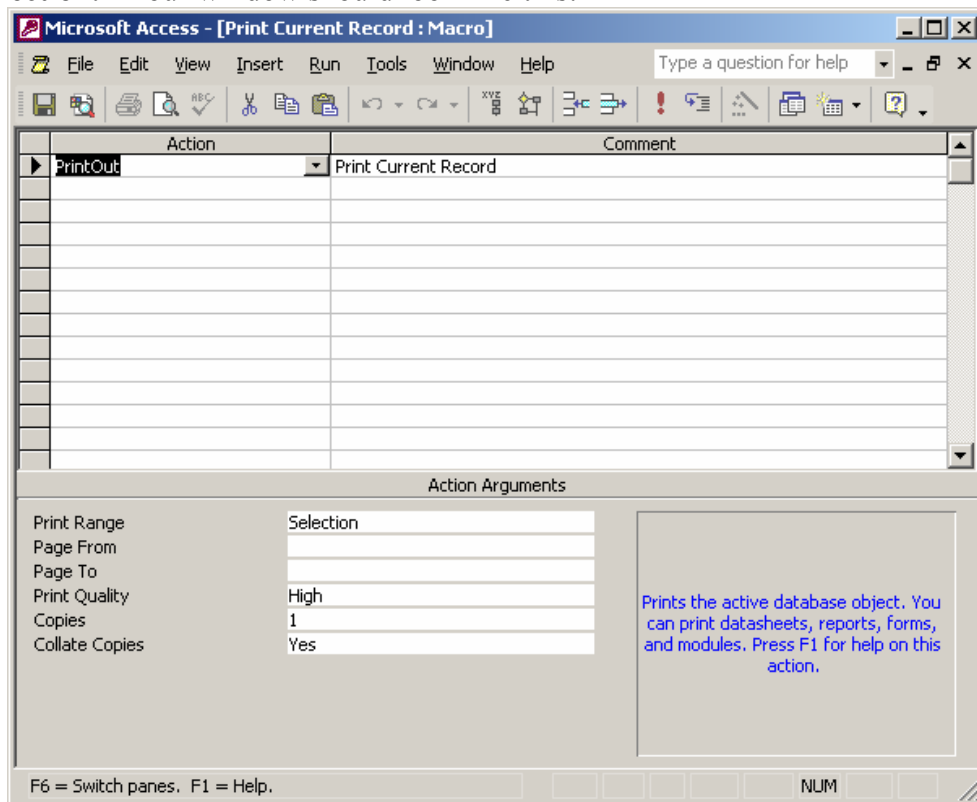 Microsoft Access - [Print Current Record : Macro]
File Edit View Insert Run Tools Window Help Type a question for help
Action Comment
PrintOut Print Current Record
Action Arguments
Print Range Selection
Page From
Page To
Print Quality High
Copies 1
Collate Copies Yes
Prints the active database object. You
can print datasheets, reports, forms,
and modules. Press F1 for help on this
action.
F6 = Switch panes. F1 = Help. NUM